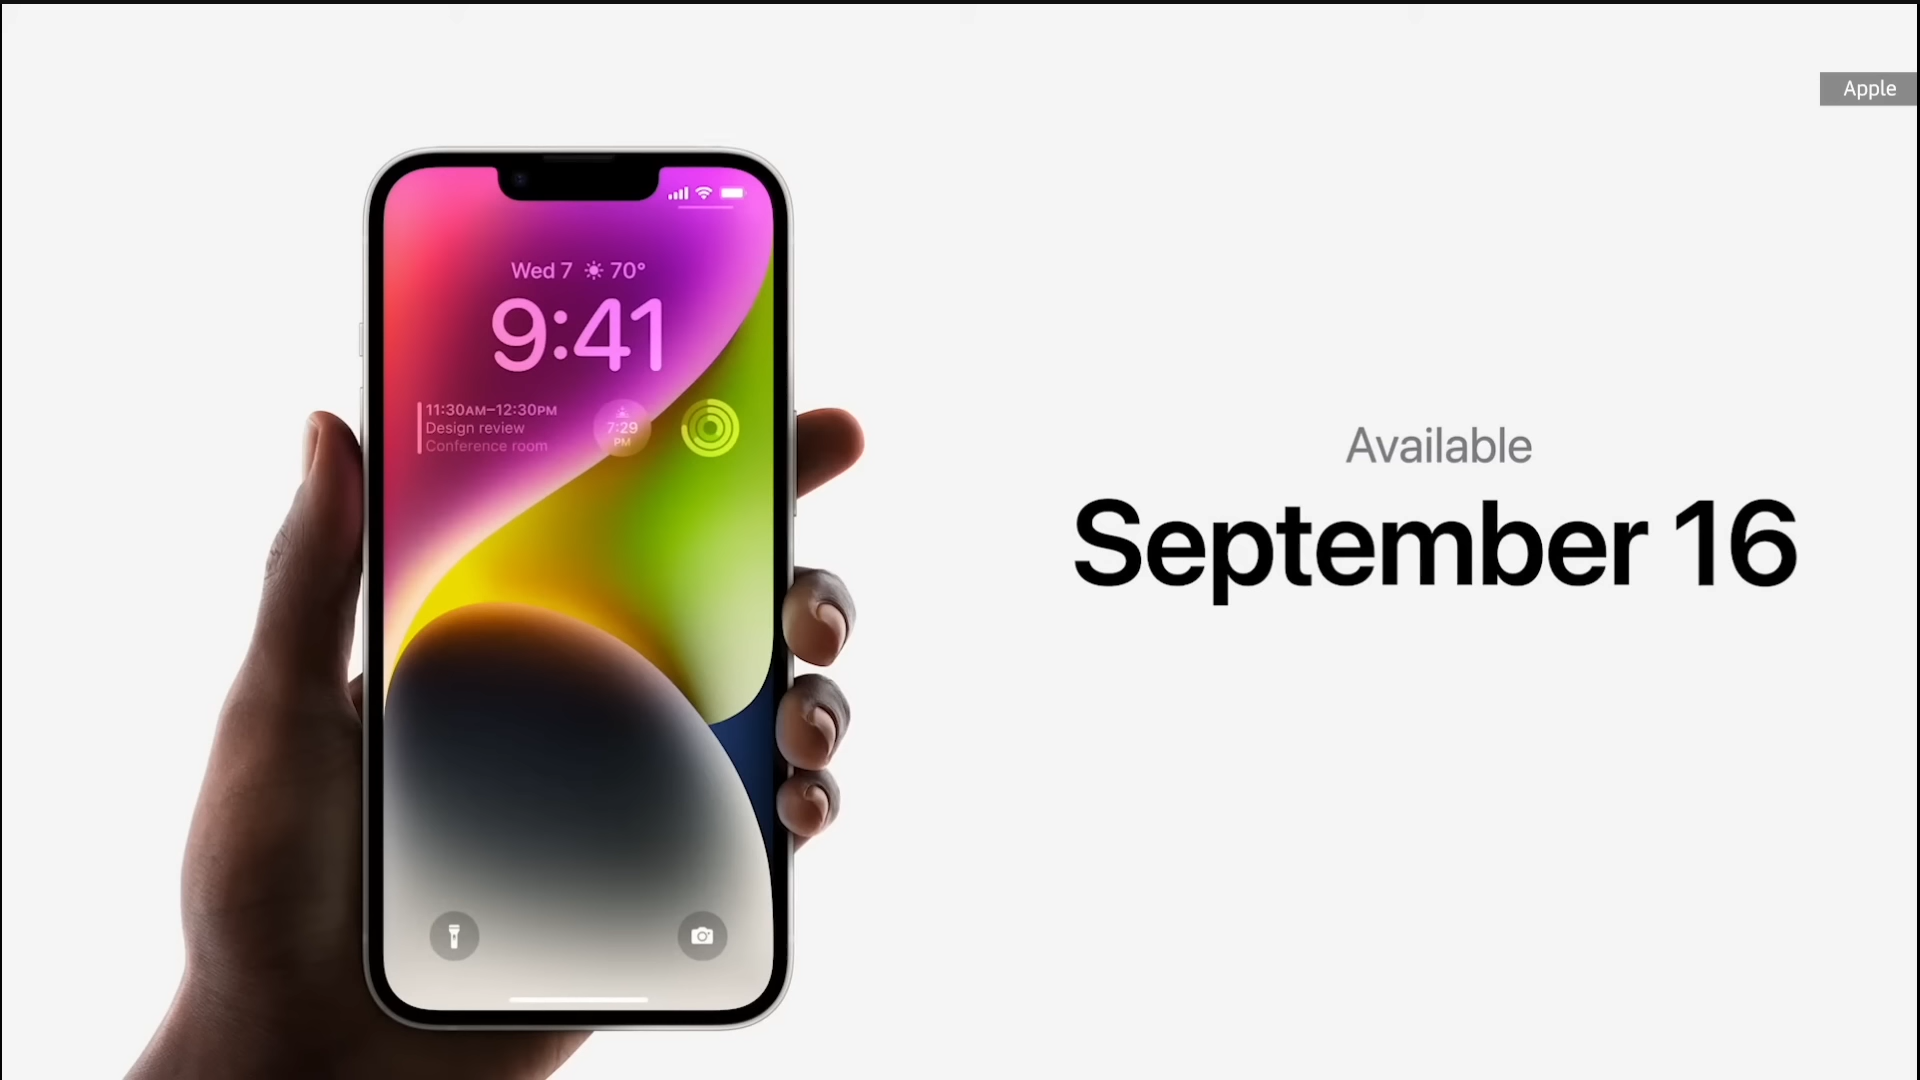 Apple
Wed 7 70°
9:41
11:30AM–12:30PM
Design review
Conference room
7:29
PM
Available
September 16